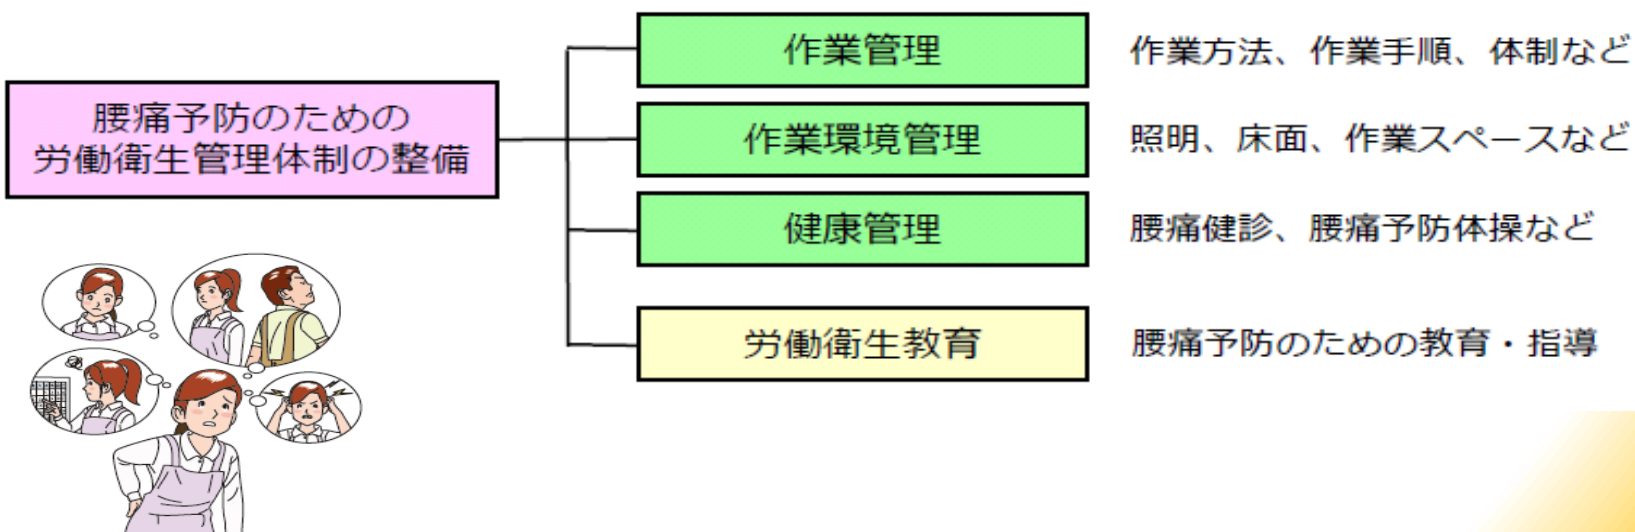 腰痛予防のための
労働衛生管理体制の整備
作業管理
作業方法、作業手順、体制など
作業環境管理
照明、床面、作業スペースなど
健康管理
腰痛健診、腰痛予防体操など
労働衛生教育
腰痛予防のための教育・指導